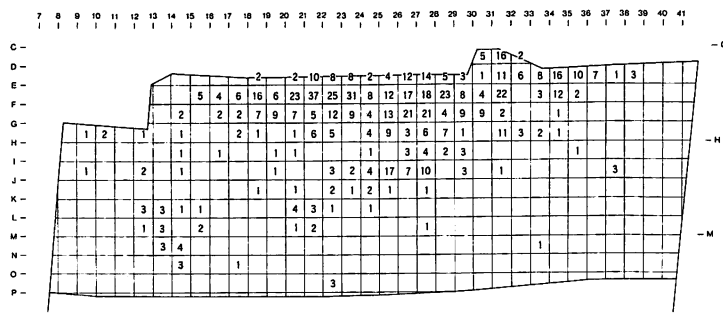 7 8 9 10 11 12 13 14 15 16 17 18 19 20 21 22 23 24 25 26 27 28 29 30 31 32 33 34 35 36 37 38 39 40 41
C 5 16 2 C
D 2 2 10 8 8 2 4 12 14 5 3 1 11 6 8 16 10 7 1 3
E 5 4 6 16 6 23 37 25 31 8 12 17 18 23 8 4 22 3 12 2
F 2 2 2 7 9 7 5 12 9 4 13 21 21 4 9 9 2 1
G 1 2 1 1 2 1 1 6 5 4 9 3 6 7 1 11 3 2 1
H 1 1 1 1 1 3 4 2 3 1 H
I 1 2 1 1 3 2 4 17 7 10 3 1 3
J 1 1 2 1 2 1 1
K 3 3 1 1 4 3 1 1
L 1 3 2 1 2 1
M 3 4 1 M
N 3 1
O 3
P